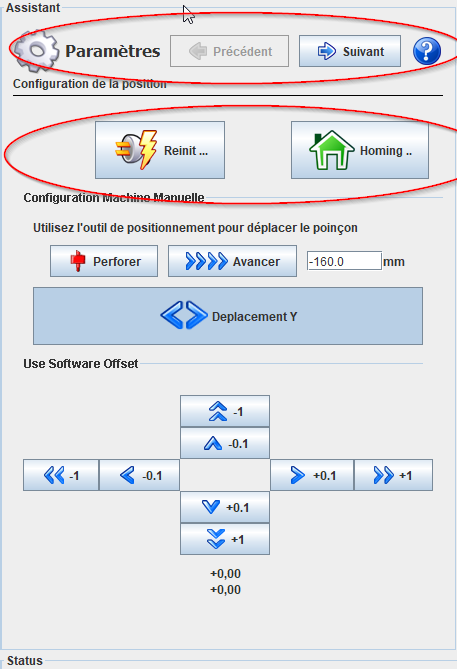 Assistant
Paramètres
Précédent
Suivant
?
Configuration de la position
Reinit ...
Homing ..
Configuration Machine Manuelle
Utilisez l'outil de positionnement pour déplacer le poinçon
Perforer
Avancer
-160.0 mm
Deplacement Y
Use Software Offset
-1
-0.1
-1
-0.1
+0.1
+1
+0.1
+1
+0,00
+0,00
Status